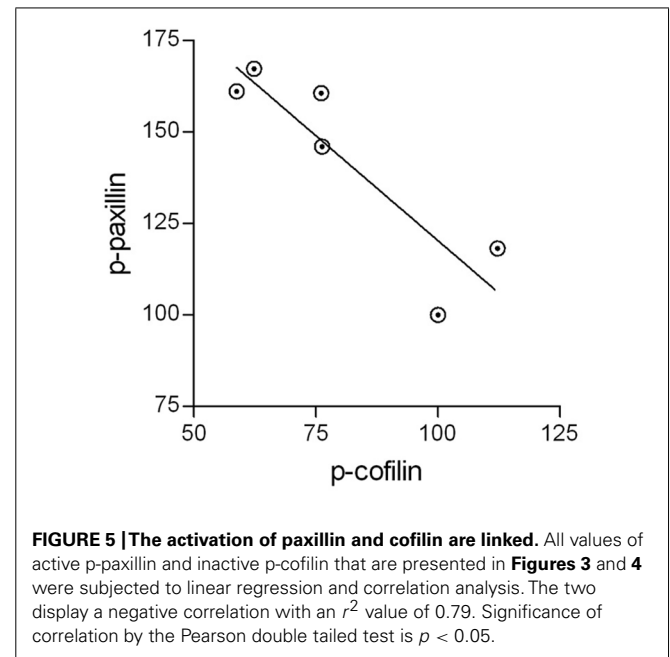 175
150
125
100
75
p-paxillin
50 75 100 125
p-cofilin
FIGURE 5 | The activation of paxillin and cofilin are linked. All values of
active p-paxillin and inactive p-cofilin that are presented in Figures 3 and 4
were subjected to linear regression and correlation analysis. The two
display a negative correlation with an r² value of 0.79. Significance of
correlation by the Pearson double tailed test is p < 0.05.